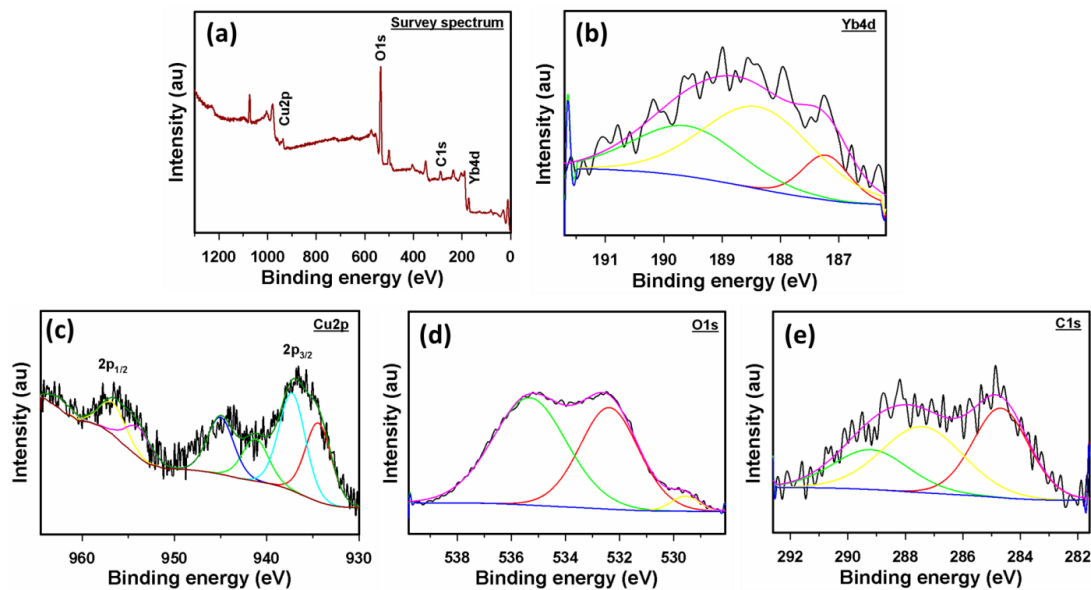 (a)
Survey spectrum
O1s
Cu2p
C1s
Yb4d
Intensity (au)
1200 1000 800 600 400 200 0
Binding energy (eV)
(b)
Yb4d
Intensity (au)
191 190 189 188 187
Binding energy (eV)
(c)
Cu2p
2p1/2
2p3/2
Intensity (au)
960 950 940 930
Binding energy (eV)
(d)
O1s
Intensity (au)
538 536 534 532 530
Binding energy (eV)
(e)
C1s
Intensity (au)
292 290 288 286 284 282
Binding energy (eV)